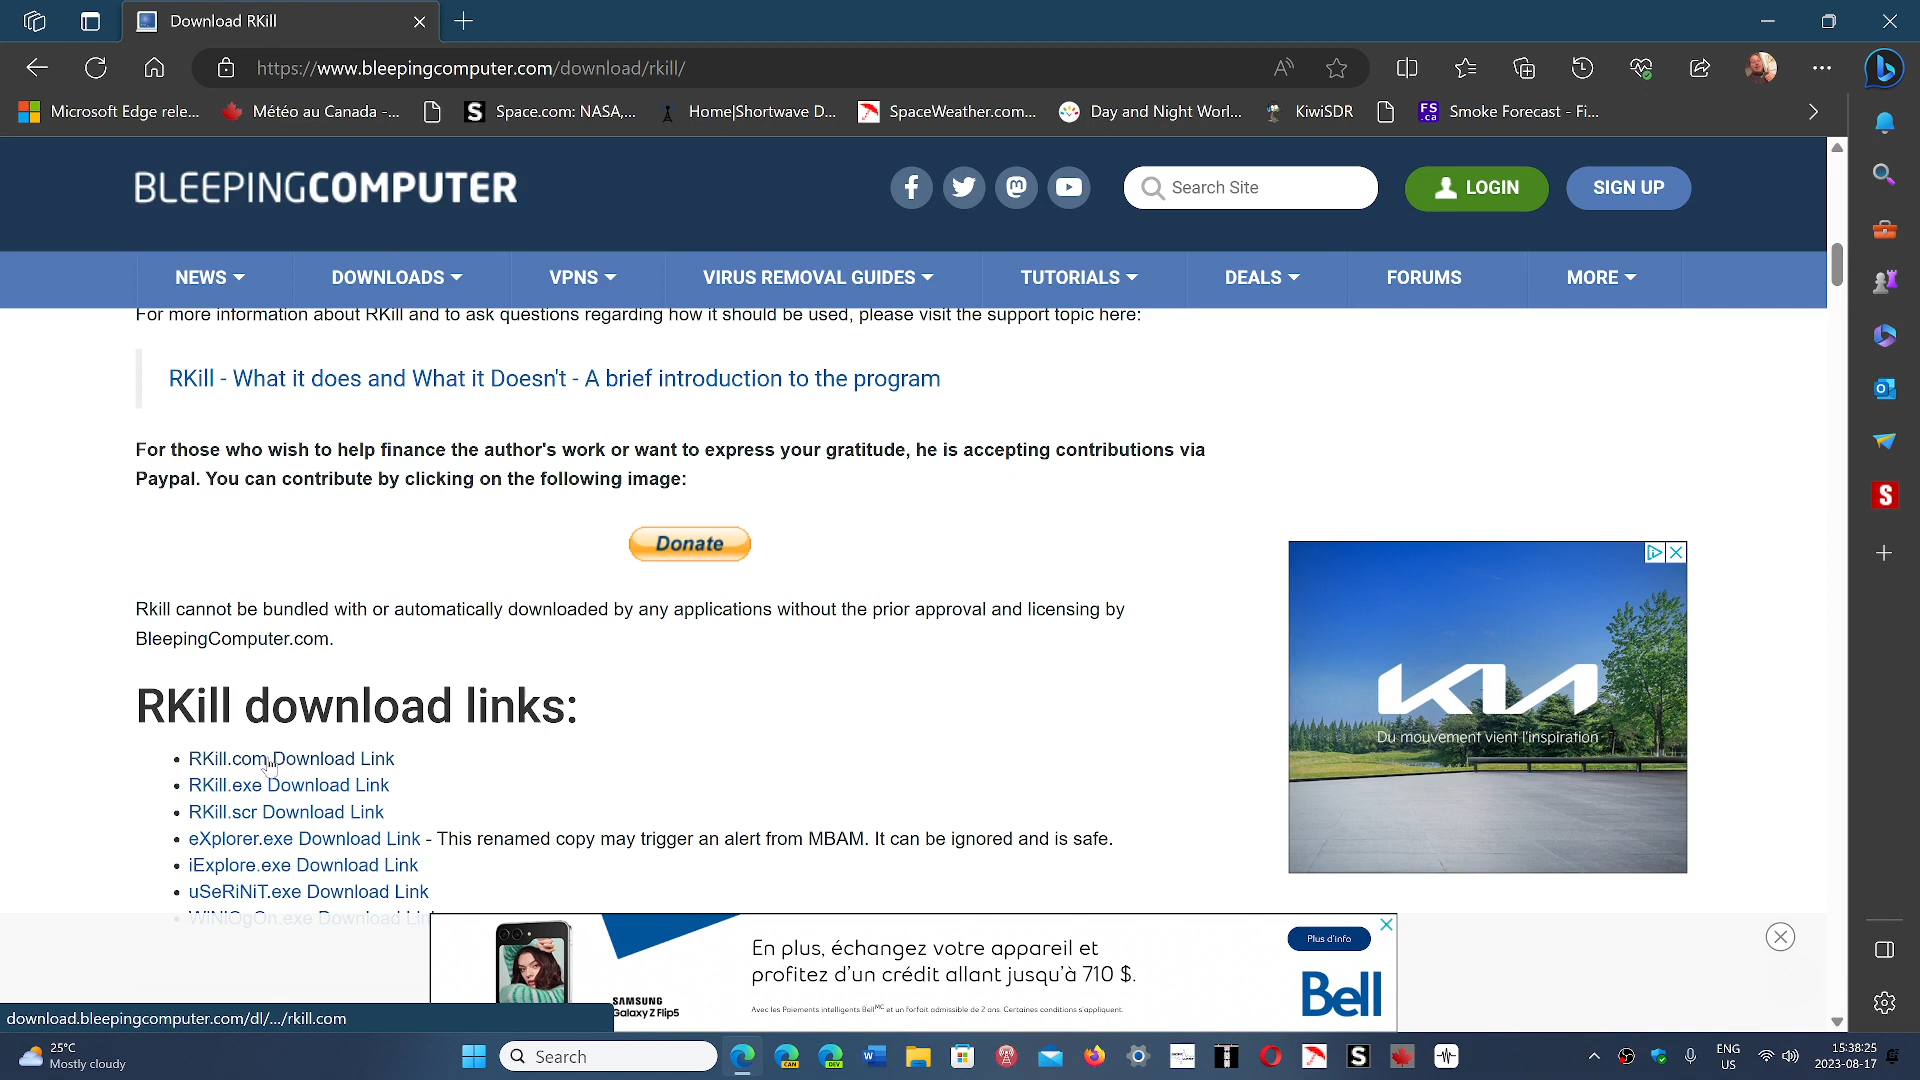 Download RKill
https://www.bleepingcomputer.com/download/rkill/
Microsoft Edge rele...
Météo au Canada -...
Space.com: NASA,...
Home|Shortwave D...
SpaceWeather.com...
Day and Night Worl...
KiwiSDR
FS.ca
Smoke Forecast - Fi...
BLEEPINGCOMPUTER
Search Site
LOGIN
SIGN UP
NEWS
DOWNLOADS
VPNS
VIRUS REMOVAL GUIDES
TUTORIALS
DEALS
FORUMS
MORE
For more information about RKill and to ask questions regarding how it should be used, please visit the support topic here:
RKill - What it does and What it Doesn't - A brief introduction to the program
For those who wish to help finance the author's work or want to express your gratitude, he is accepting contributions via
Paypal. You can contribute by clicking on the following image:
Donate
Rkill cannot be bundled with or automatically downloaded by any applications without the prior approval and licensing by
BleepingComputer.com.
RKill download links:
RKill.com Download Link
RKill.exe Download Link
RKill.scr Download Link
eXplorer.exe Download Link - This renamed copy may trigger an alert from MBAM. It can be ignored and is safe.
iExplore.exe Download Link
uSeRiNiT.exe Download Link
WiNlOgOn.exe Download Link
KIA
Du mouvement vient l'inspiration
SAMSUNG
Galaxy Z Flip5
En plus, échangez votre appareil et
profitez d'un crédit allant jusqu'à 710 $.
Avec les Paiements intelligents Bell MC et un forfait admissible de 2 ans. Certaines conditions s'appliquent.
Plus d'info
Bell
download.bleepingcomputer.com/dl/.../rkill.com
25°C
Mostly cloudy
Search
CAN
DEV
ENG
US
15:38:25
2023-08-17